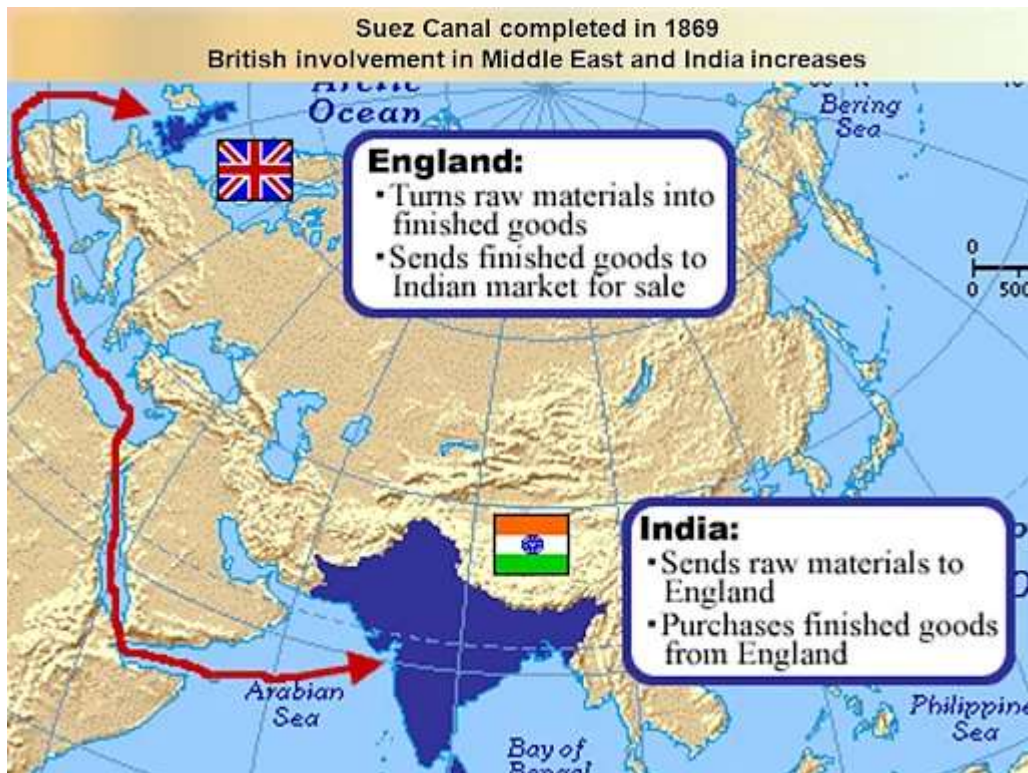 Suez Canal completed in 1869
British involvement in Middle East and India increases
Ocean
Bering
Sea
England:
•Turns raw materials into
finished goods
•Sends finished goods to
Indian market for sale
0
0 500
India:
•Sends raw materials to
England
•Purchases finished goods
from England
Arabian
Sea
Philippine
Sea
Bay of